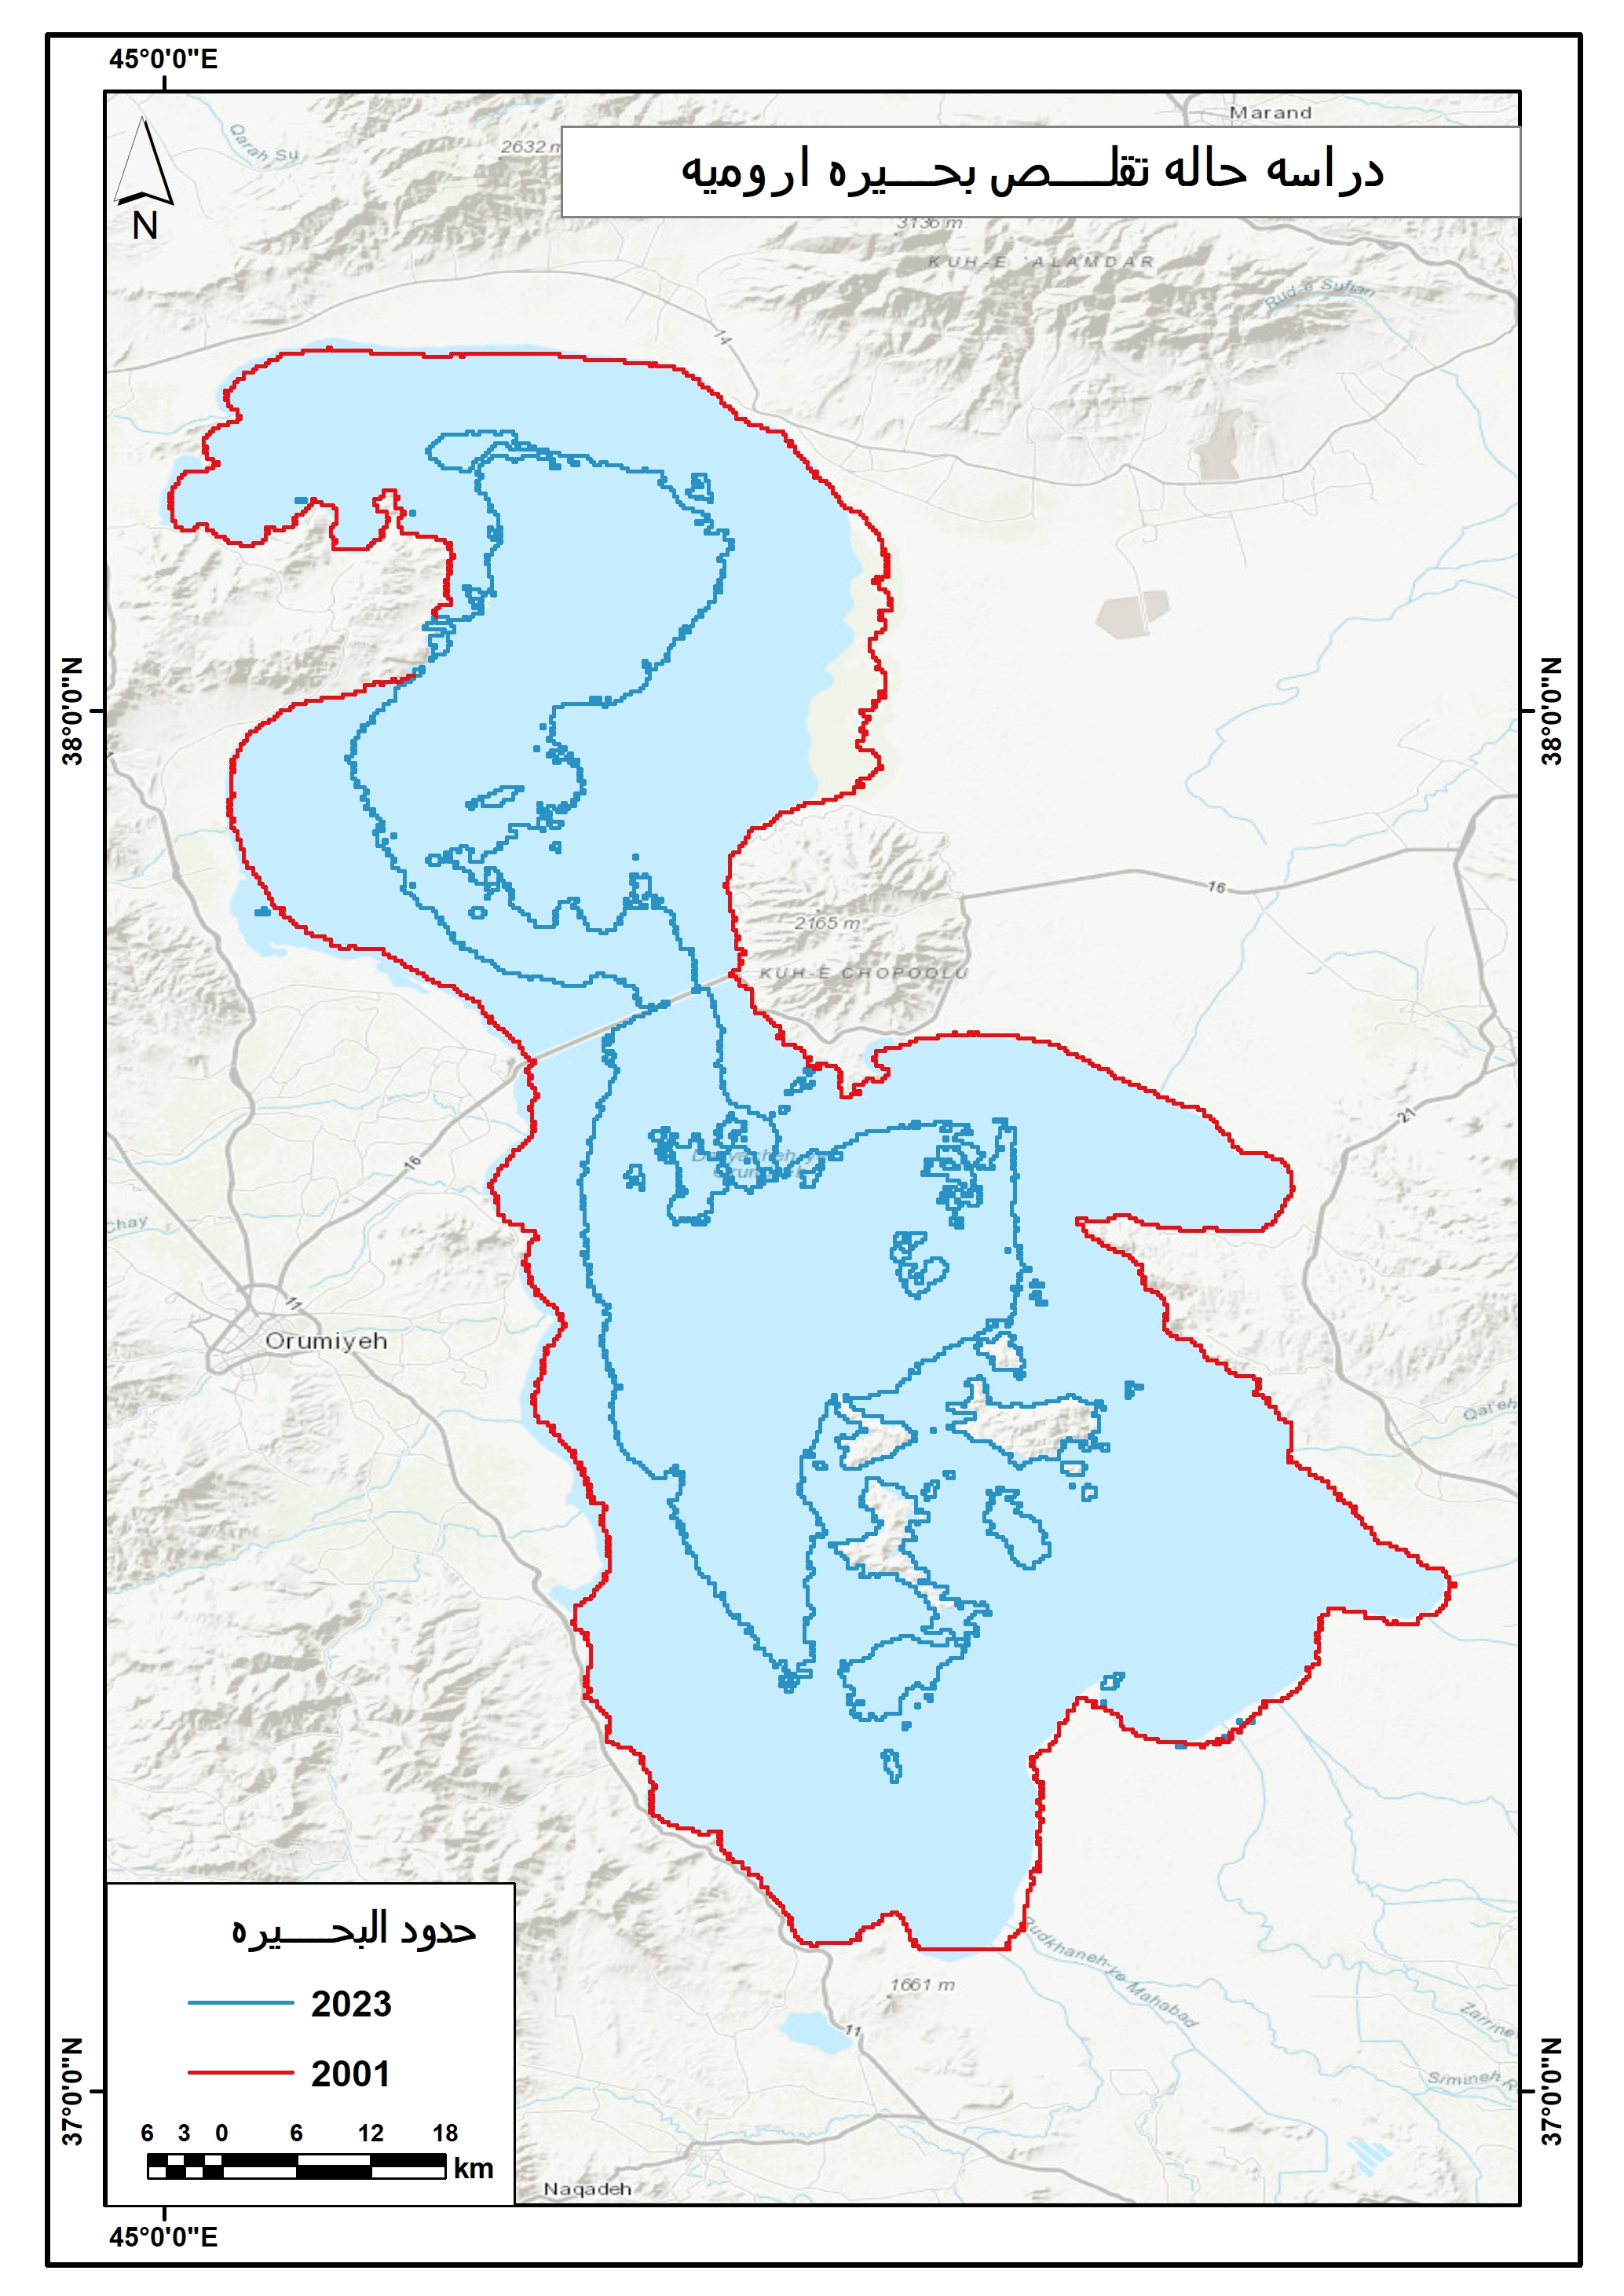 45°0'0"E
Marand
Qarah Su
2632 m
دراسه حاله تقلـــص بحـــيره اروميه
N
3136 m
KUH-E 'ALAMDAR
Rud-e Sufian
14
38°0'0"N
38°0'0"N
16
2165 m
KUH-E CHOPOOLU
21
16
Chay
11
Orumiyeh
Qal'eh
حدود البحـــيره
2023
2001
Rudkhaneh-ye Mahabad
1661 m
11
Zarrine
Simineh R
37°0'0"N
37°0'0"N
6 3 0 6 12 18
km
Naqadeh
45°0'0"E